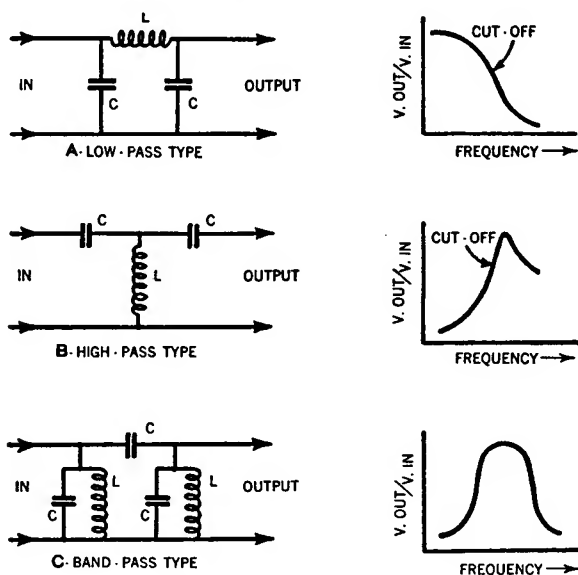 L
IN
C
C
OUTPUT
A·LOW·PASS TYPE
V. OUT/V. IN
CUT·OFF
FREQUENCY
C
C
IN
L
OUTPUT
B·HIGH·PASS TYPE
V. OUT/V. IN
CUT·OFF
FREQUENCY
C
IN
C
L
C
L
OUTPUT
C·BAND·PASS TYPE
V. OUT/V. IN
FREQUENCY